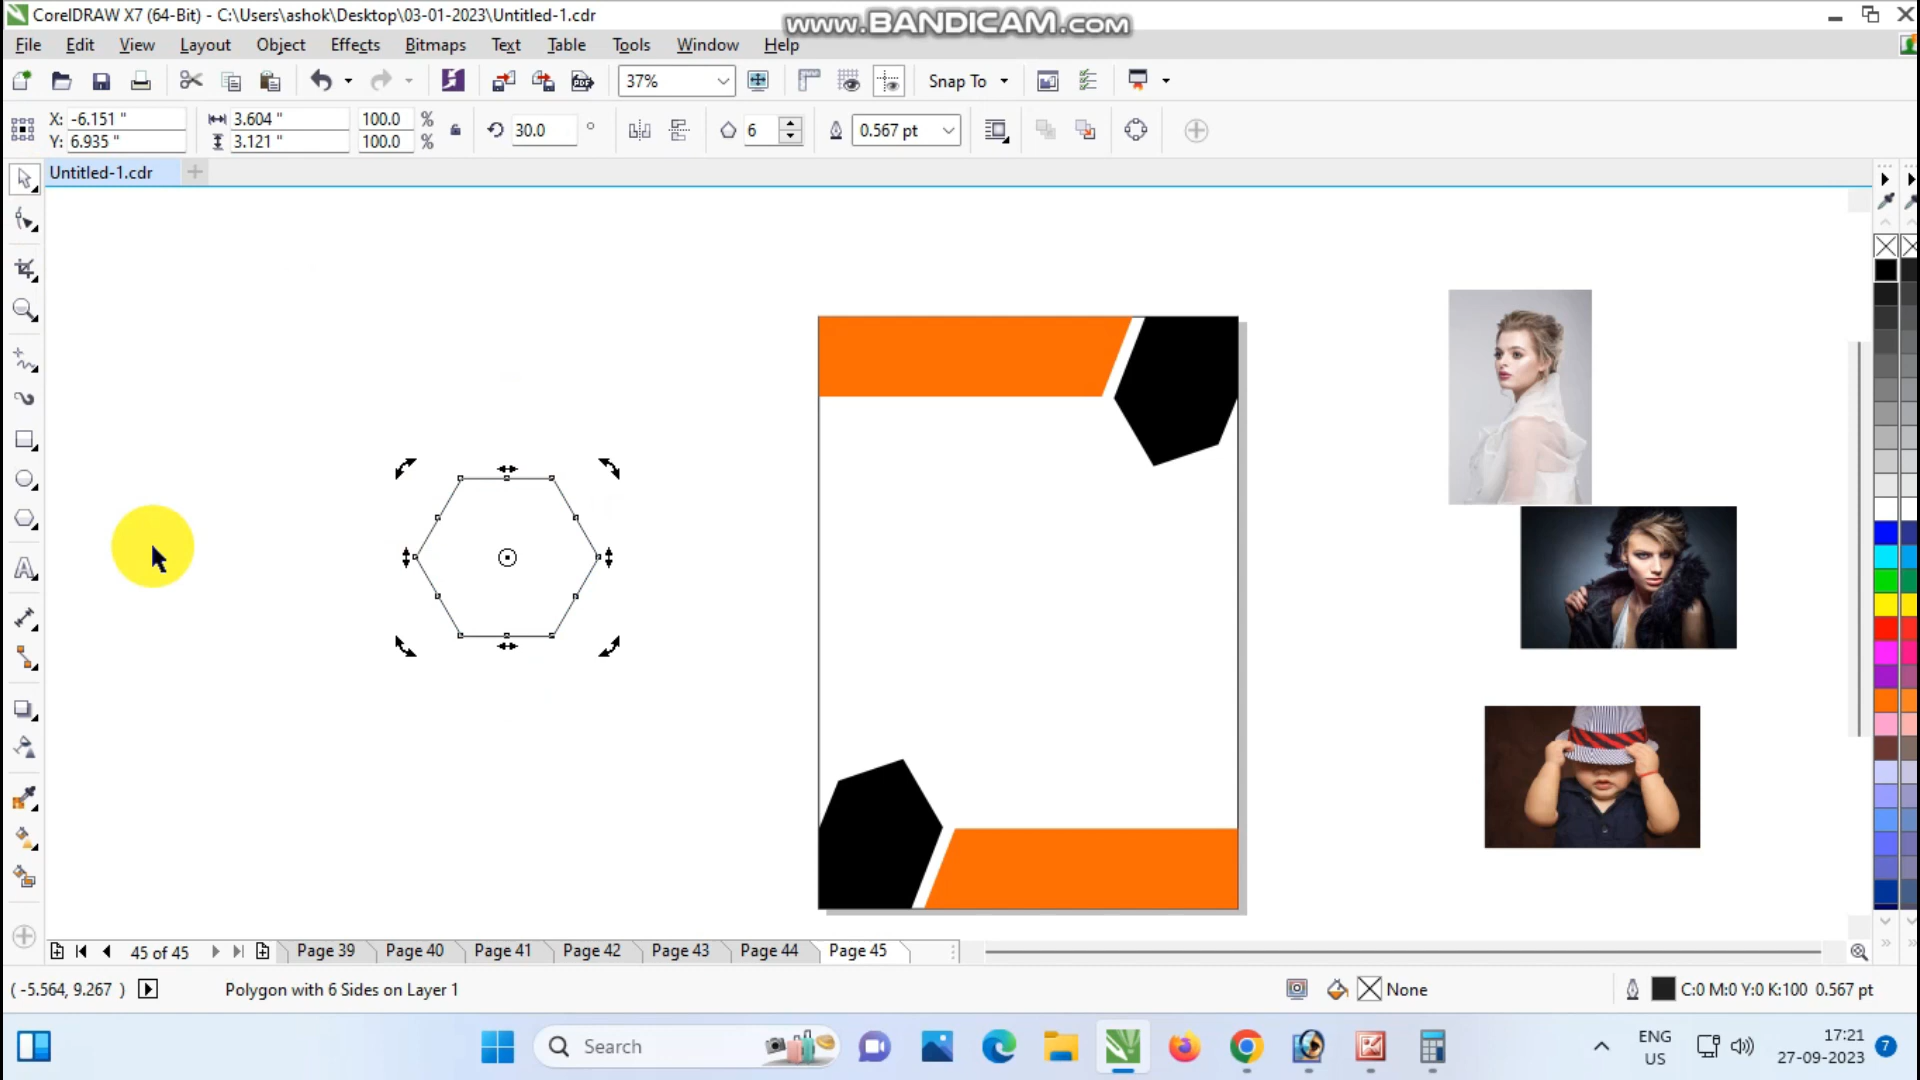 CorelDRAW X7 (64-Bit) - C:\Users\ashok\Desktop\03-01-2023\Untitled-1.cdr
www.BANDICAM.com
File Edit View Layout Object Effects Bitmaps Text Table Tools Window Help
37% Snap To
X: -6.151 " 3.604 " 100.0 % 30.0 ° 6 0.567 pt
Y: 6.935 " 3.121 " 100.0 %
Untitled-1.cdr
45 of 45 Page 39 Page 40 Page 41 Page 42 Page 43 Page 44 Page 45
( -5.564, 9.267 ) Polygon with 6 Sides on Layer 1 None C:0 M:0 Y:0 K:100 0.567 pt
Search ENG US 17:21 27-09-2023 7